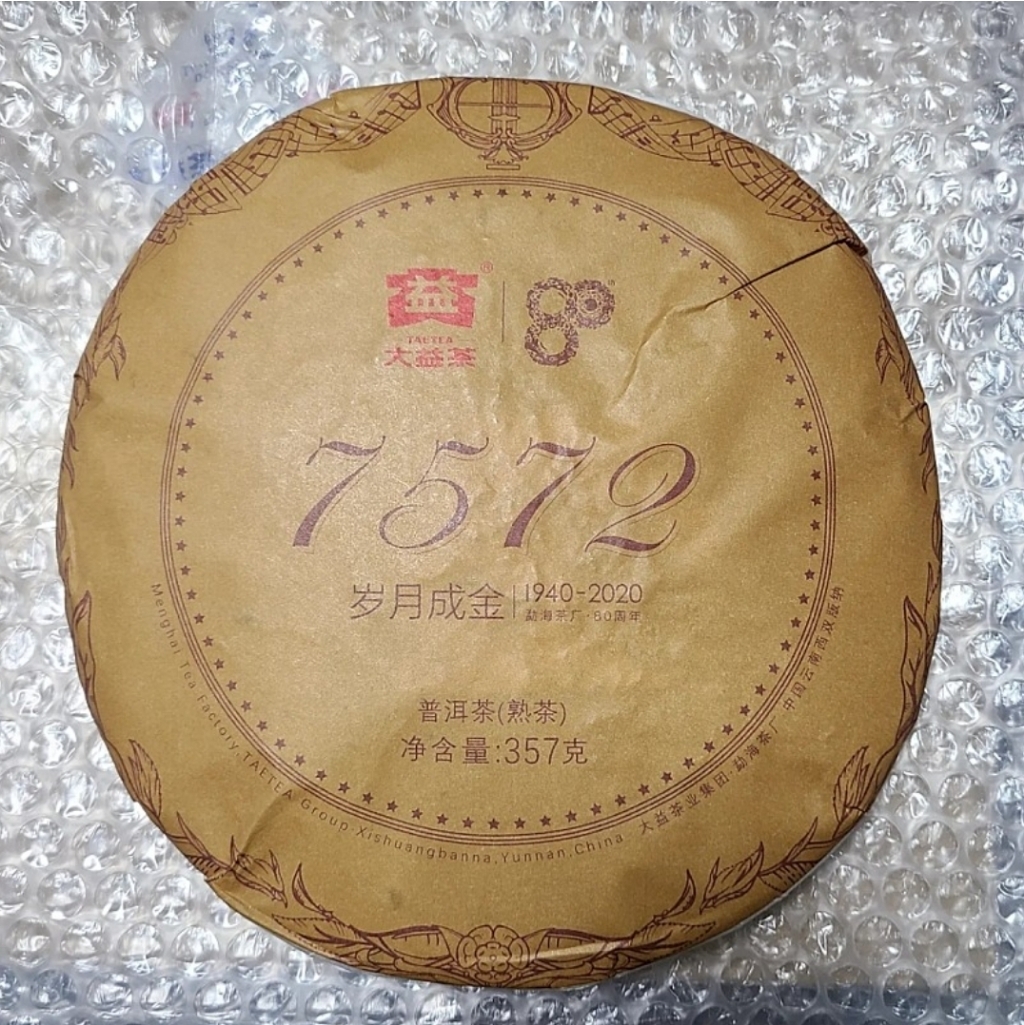 益®
TAETEA
大益茶
80®
7572
岁月成金
1940-2020
勐海茶厂·80周年
普洱茶(熟茶)
净含量:357克
Menghai Tea Factory·TAETEA Group·Xishuangbanna,Yunnan,China
大益茶业集团·勐海茶厂 中国云南西双版纳